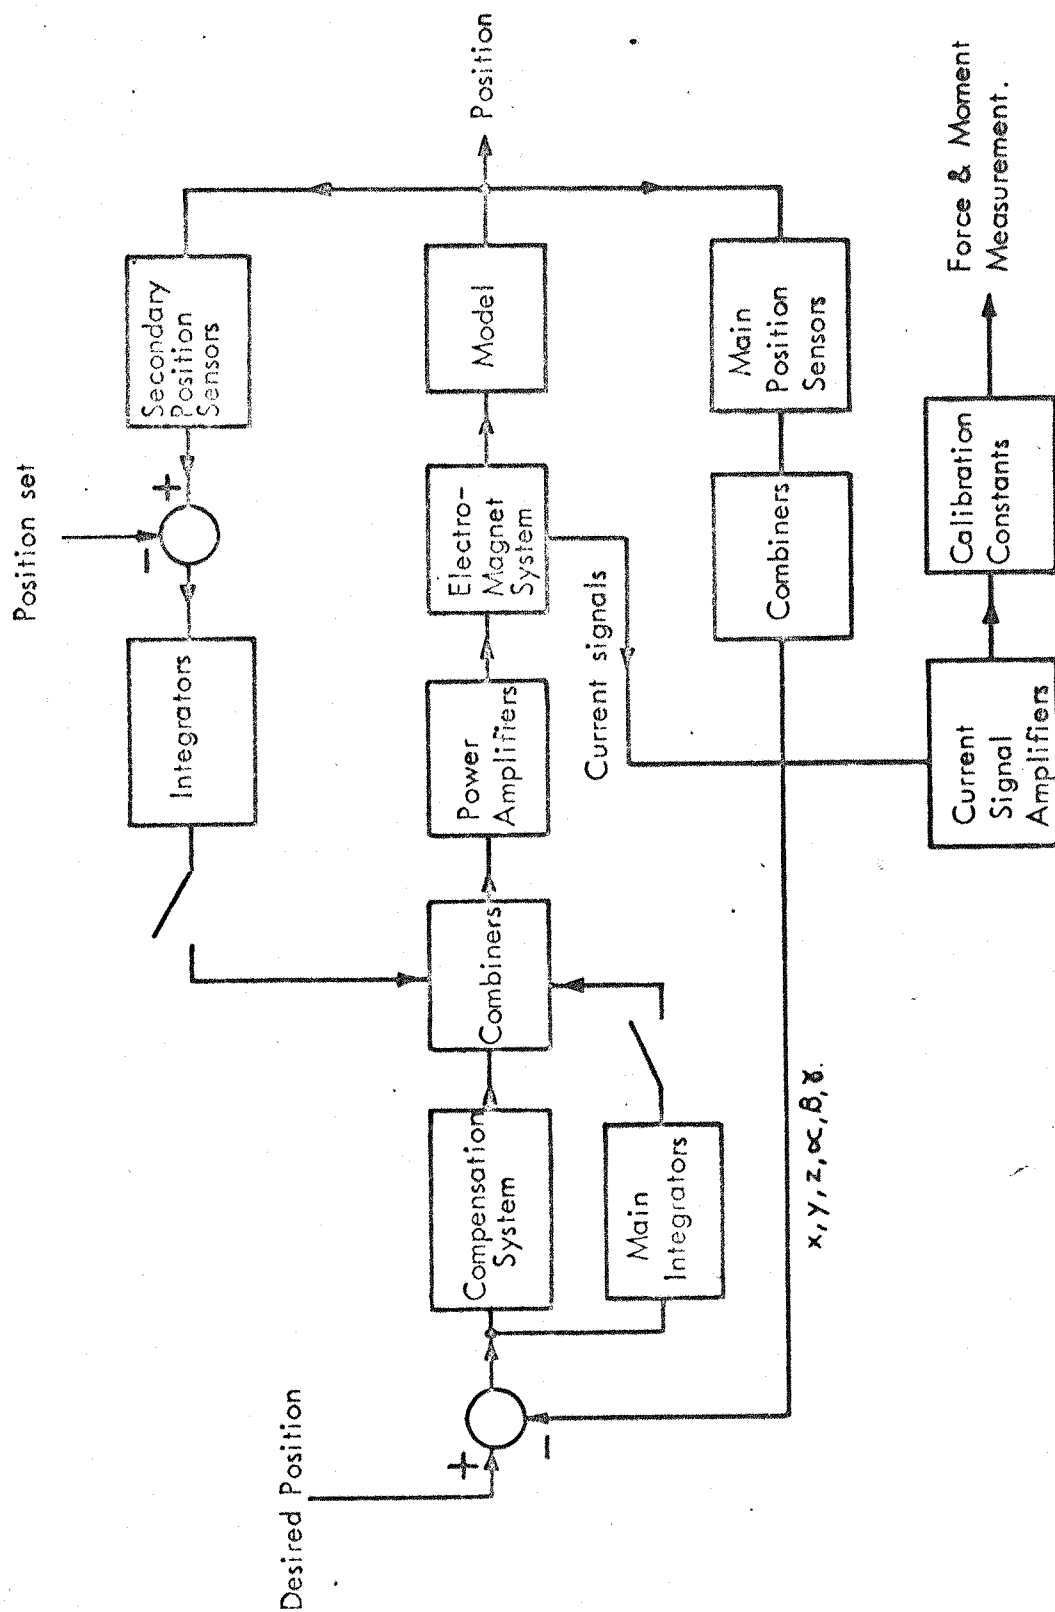 Position set
Secondary
Position
Sensors
+
−
Integrators
Position
Model
Electro-
Magnet
System
Power
Amplifiers
Combiners
Compensation
System
Desired Position
+
−
Main
Integrators
Current signals
Main
Position
Sensors
Combiners
x, y, z, α, β, γ.
Current
Signal
Amplifiers
Calibration
Constants
Force & Moment
Measurement.